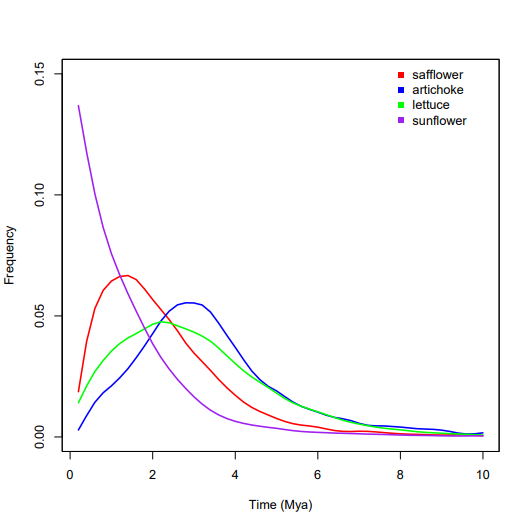 safflower
artichoke
lettuce
sunflower
Frequency
0.15
0.10
0.05
0.00
0 2 4 6 8 10
Time (Mya)